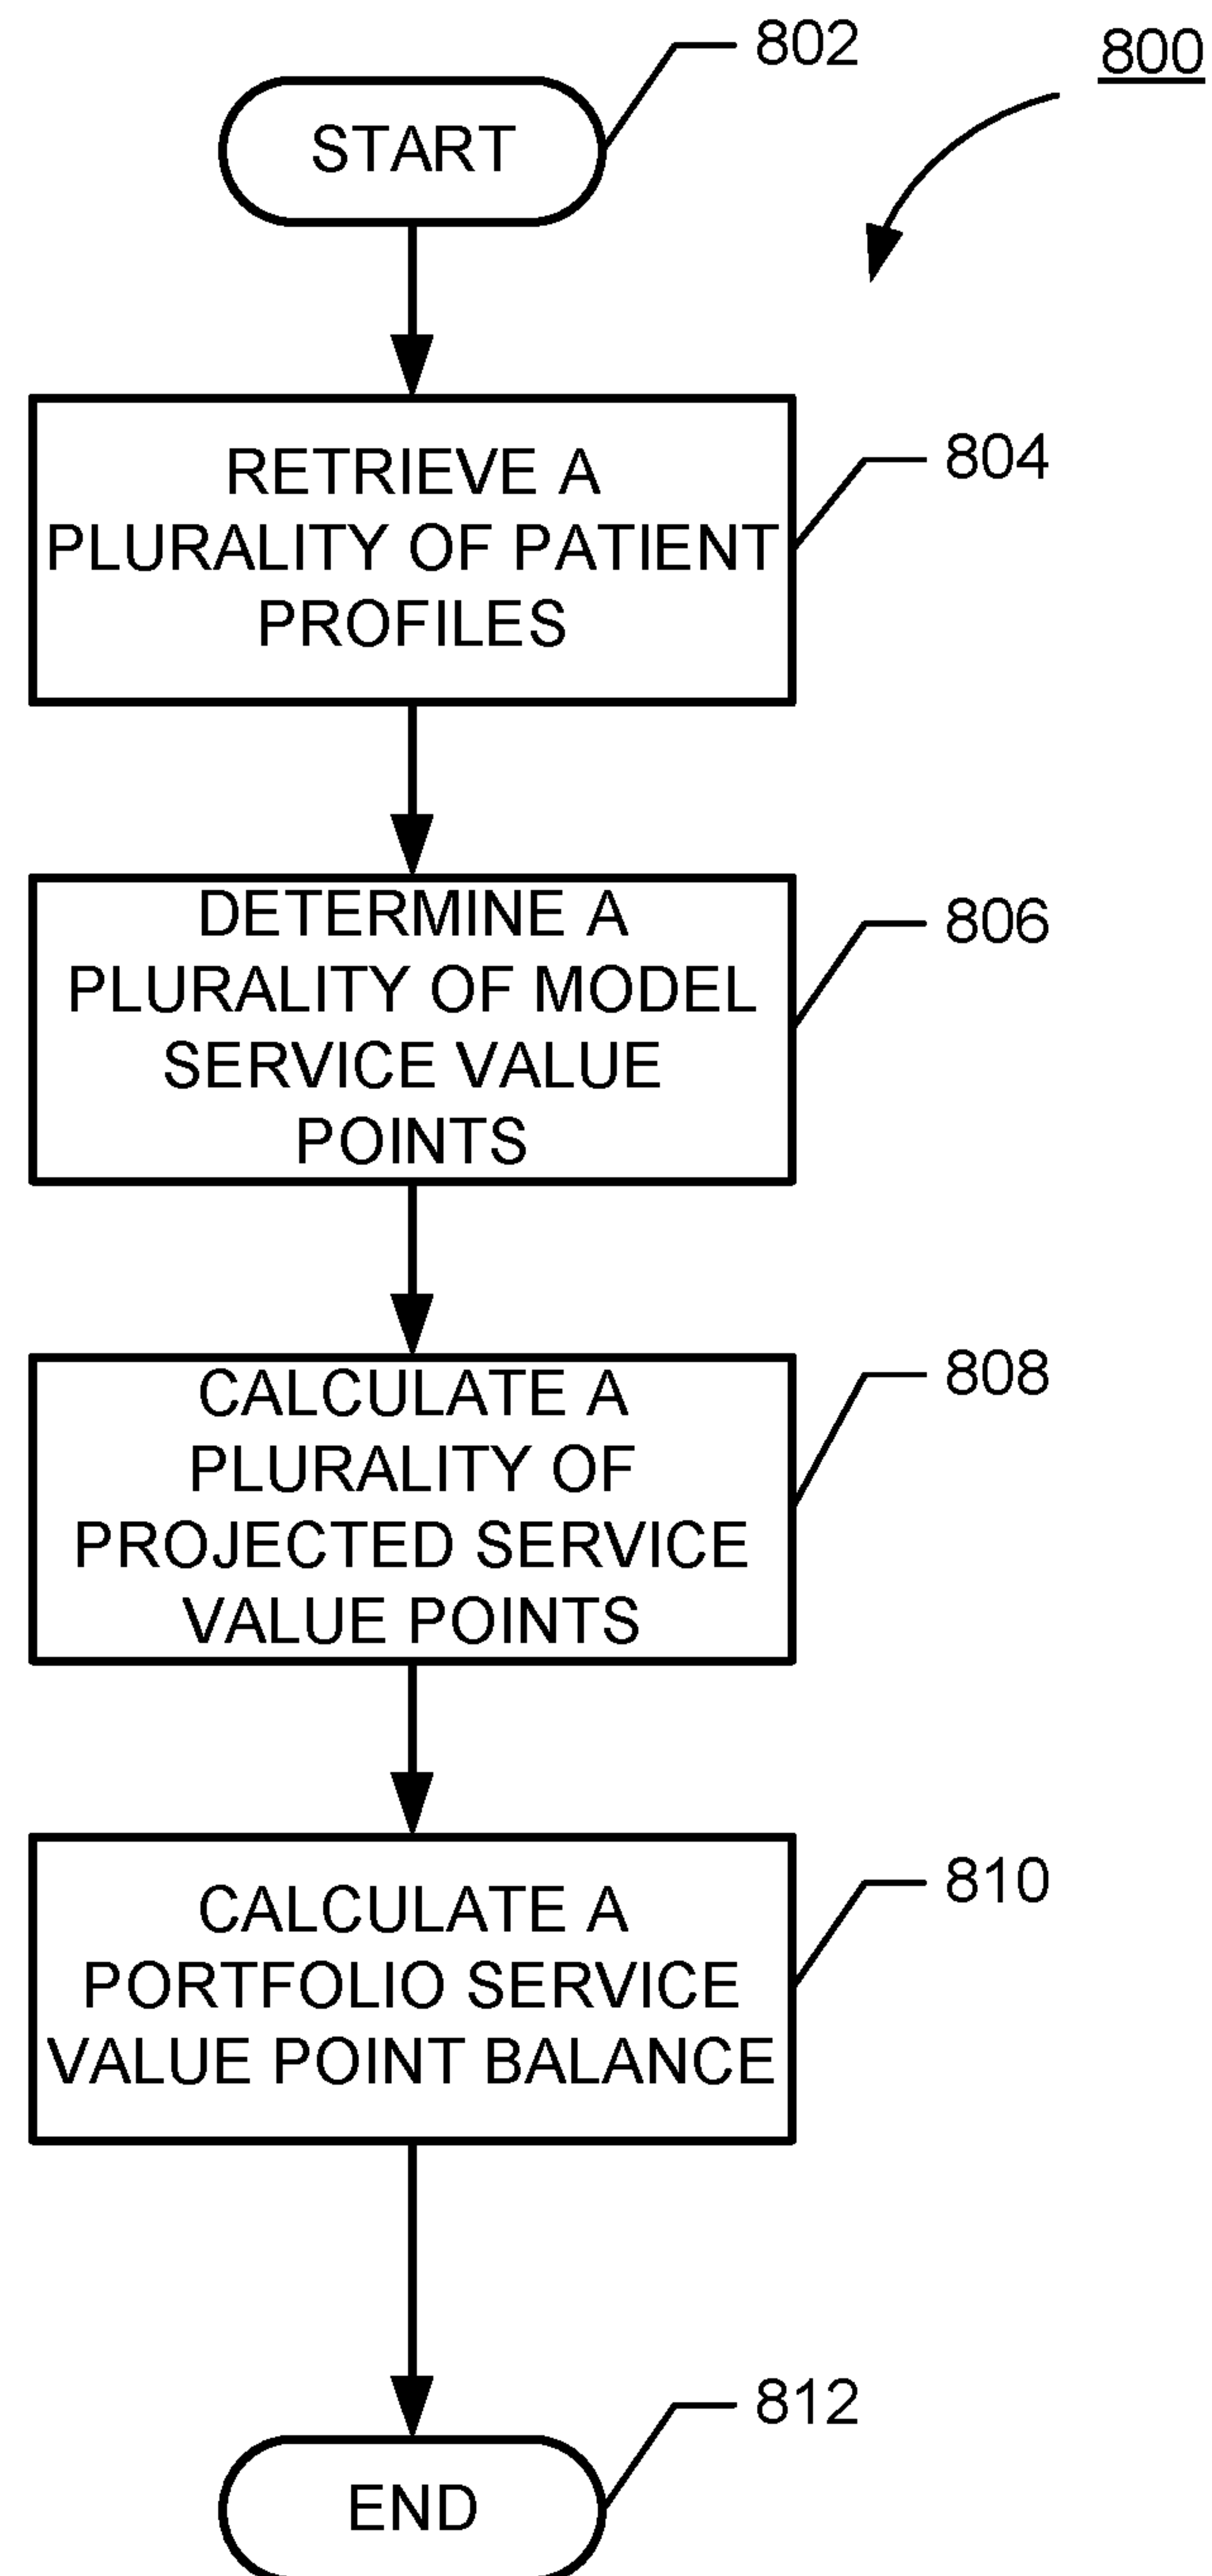 802
800
START
RETRIEVE A
PLURALITY OF PATIENT
PROFILES
804
DETERMINE A
PLURALITY OF MODEL
SERVICE VALUE
POINTS
806
CALCULATE A
PLURALITY OF
PROJECTED SERVICE
VALUE POINTS
808
CALCULATE A
PORTFOLIO SERVICE
VALUE POINT BALANCE
810
812
END